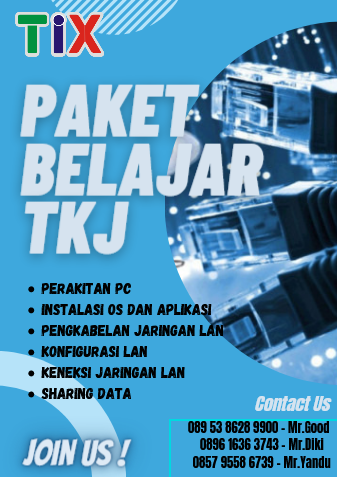 TiX
PAKET
BELAJAR
TKJ
• PERAKITAN PC
• INSTALASI OS DAN APLIKASI
• PENGKABELAN JARINGAN LAN
• KONFIGURASI LAN
• KENEKSI JARINGAN LAN
• SHARING DATA
Contact Us
089 53 8628 9900 - Mr.Good
0896 1636 3743 - Mr.Diki
0857 9558 6739 - Mr.Yandu
JOIN US !